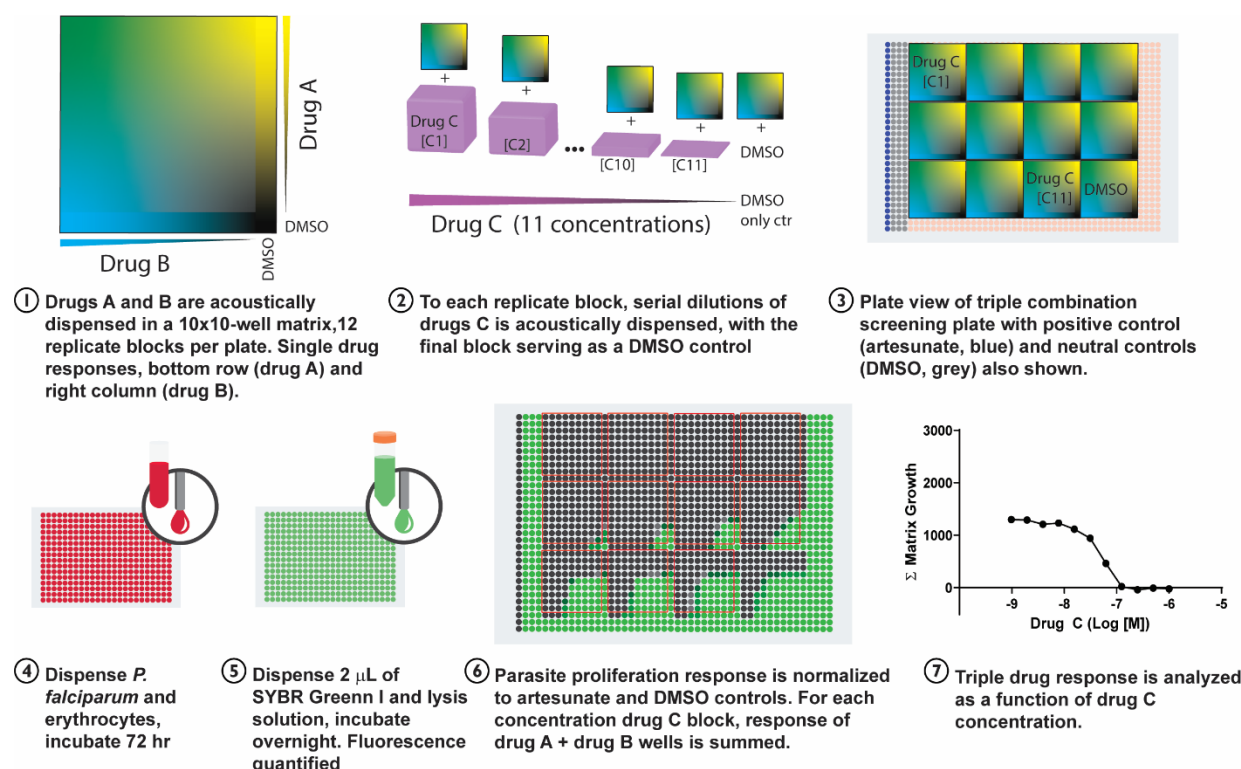 Drug A
DMSO
Drug B
DMSO
Drug C
[C1]
[C2]
[C10]
[C11]
DMSO
+
+
+
+
+
•••
Drug C (11 concentrations)
DMSO
only ctr
Drug C
[C1]
Drug C
[C11]
DMSO
1 Drugs A and B are acoustically
dispensed in a 10x10-well matrix,12
replicate blocks per plate. Single drug
responses, bottom row (drug A) and
right column (drug B).
2 To each replicate block, serial dilutions of
drugs C is acoustically dispensed, with the
final block serving as a DMSO control
3 Plate view of triple combination
screening plate with positive control
(artesunate, blue) and neutral controls
(DMSO, grey) also shown.
3000
2000
1000
0
Σ Matrix Growth
-9 -8 -7 -6 -5
Drug C (Log [M])
4 Dispense P.
falciparum and
erythrocytes,
incubate 72 hr
5 Dispense 2 μL of
SYBR Greenn I and lysis
solution, incubate
overnight. Fluorescence
quantified
6 Parasite proliferation response is normalized
to artesunate and DMSO controls. For each
concentration drug C block, response of
drug A + drug B wells is summed.
7 Triple drug response is analyzed
as a function of drug C
concentration.